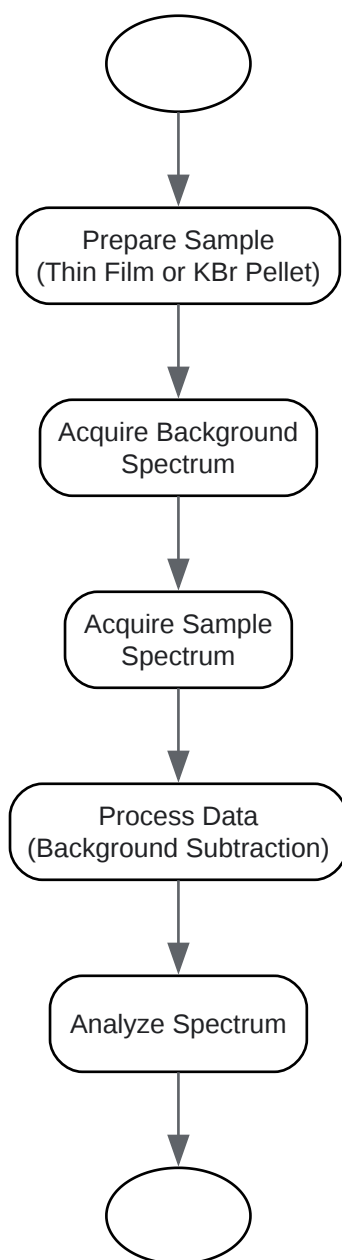 Prepare Sample
(Thin Film or KBr Pellet)
Acquire Background
Spectrum
Acquire Sample
Spectrum
Process Data
(Background Subtraction)
Analyze Spectrum